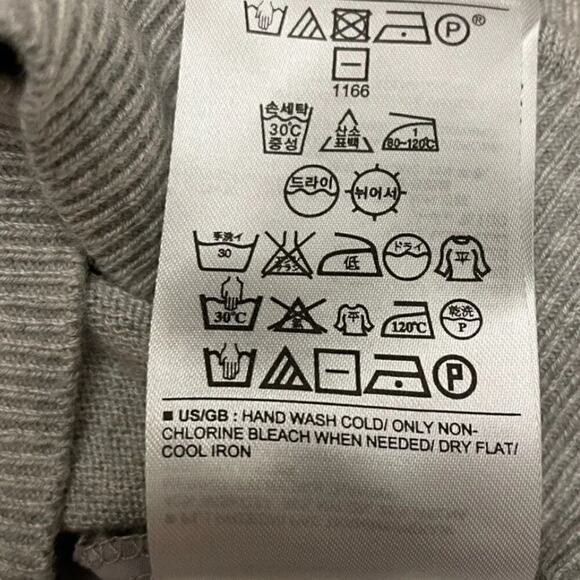 P®
1166
손세탁
30℃
중성
산소
표백
1
80~120℃
드라이
뉘어서
手洗イ
30
低
ドライ
平
30℃
平
120℃
乾洗
P
P
■ US/GB : HAND WASH COLD/ ONLY NON-
CHLORINE BLEACH WHEN NEEDED/ DRY FLAT/
COOL IRON